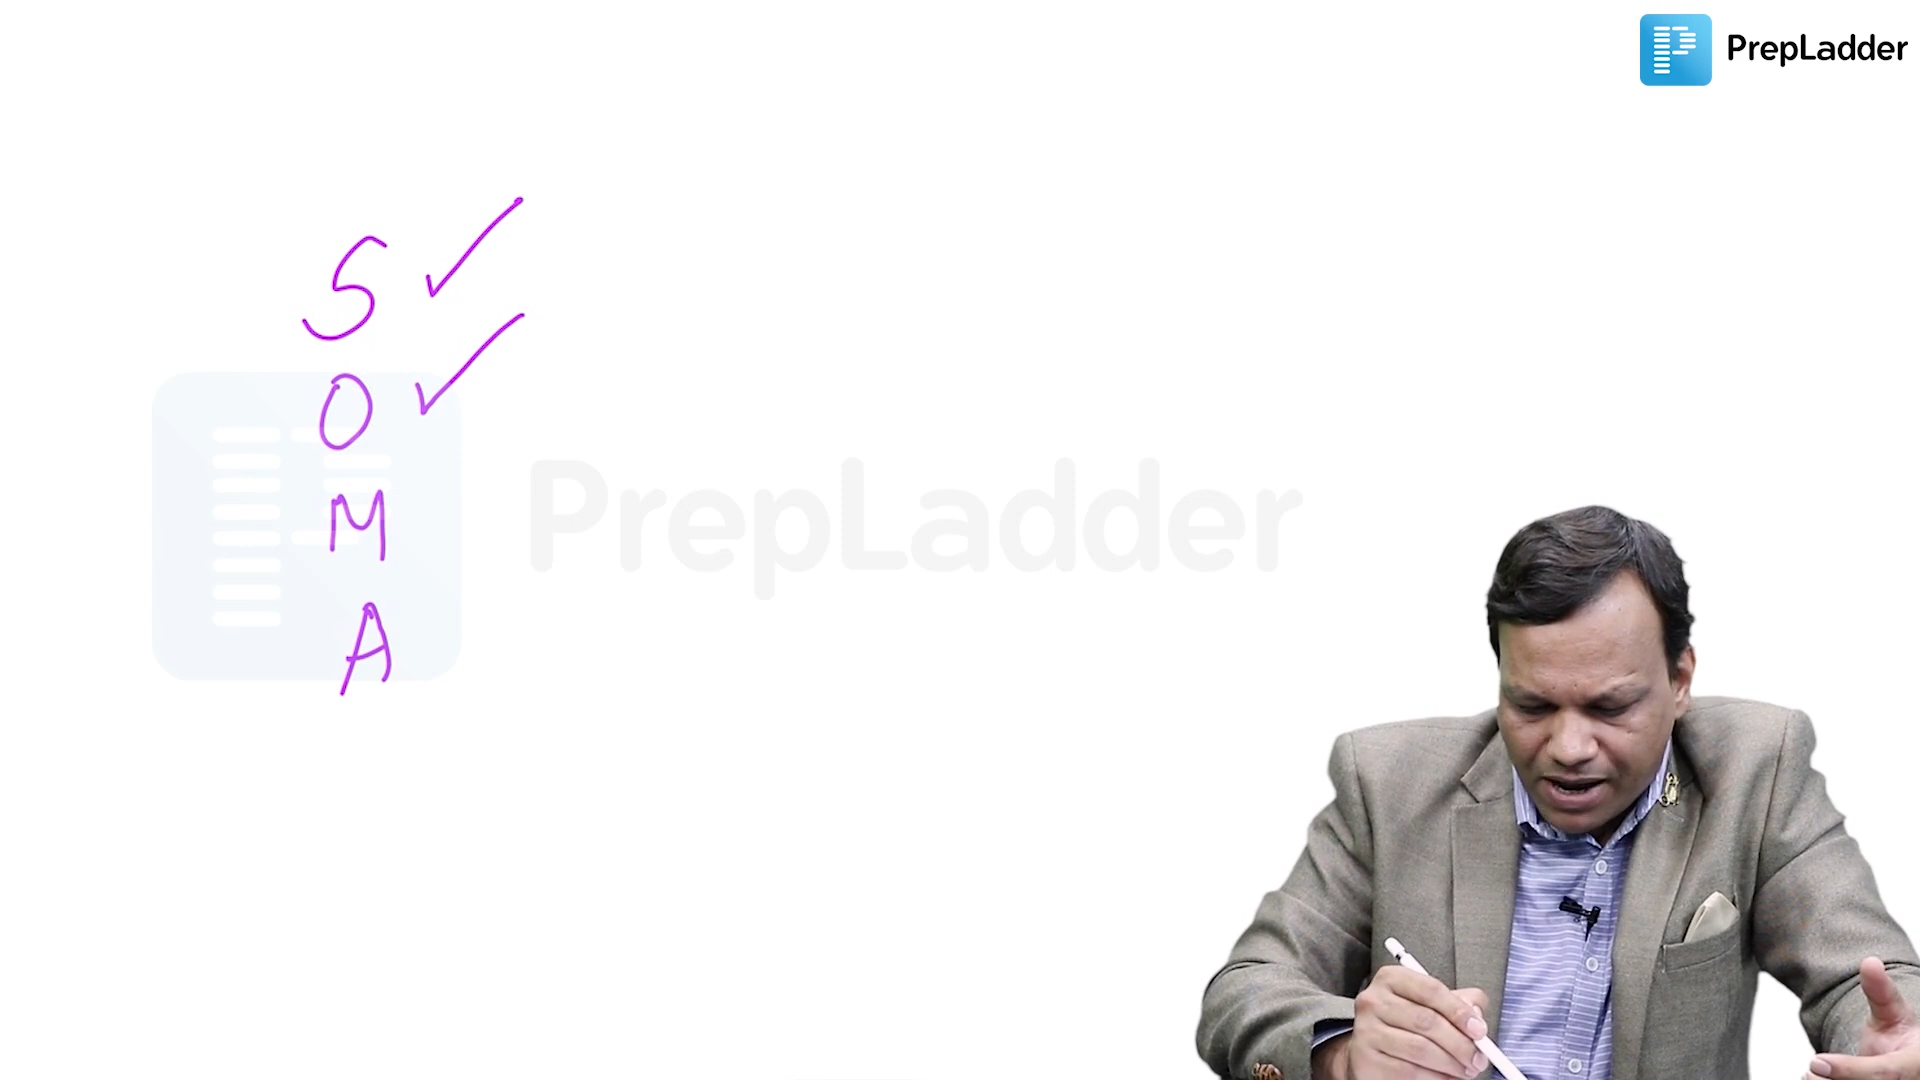 PrepLadder
S ✓
O ✓
M
A
PrepLadder